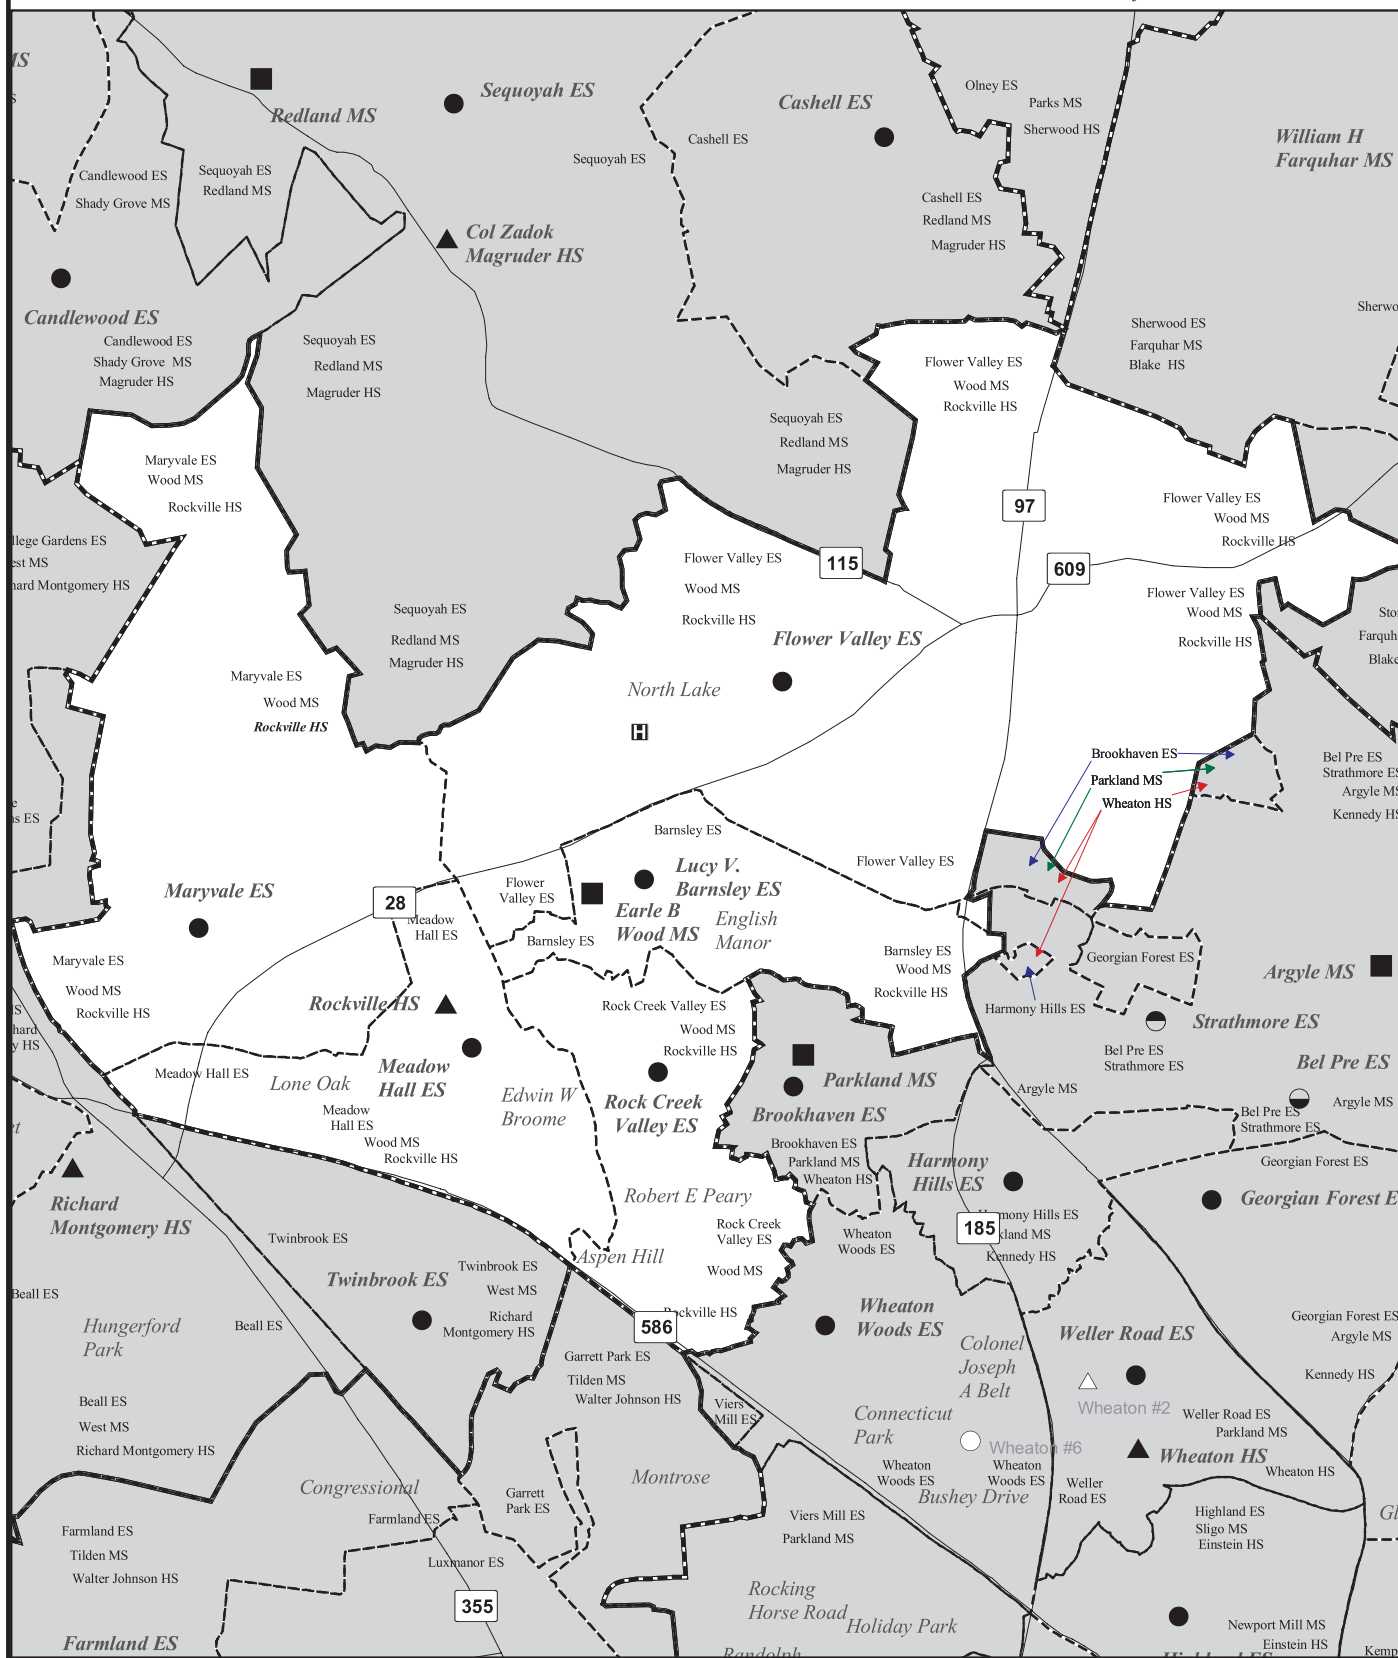 Redland MS
Sequoyah ES
Cashell ES
Olney ES
Parks MS
Sherwood HS
William H
Farquhar MS
Cashell ES
Sequoyah ES
Candlewood ES
Shady Grove MS
Sequoyah ES
Redland MS
Cashell ES
Redland MS
Magruder HS
Col Zadok
Magruder HS
Candlewood ES
Candlewood ES
Shady Grove MS
Magruder HS
Sequoyah ES
Redland MS
Magruder HS
Sherwood ES
Farquhar MS
Blake HS
Flower Valley ES
Wood MS
Rockville HS
Sequoyah ES
Redland MS
Magruder HS
Maryvale ES
Wood MS
Rockville HS
97
Flower Valley ES
Wood MS
Rockville HS
115
609
Flower Valley ES
Wood MS
Rockville HS
Flower Valley ES
Wood MS
Rockville HS
Sequoyah ES
Redland MS
Magruder HS
Flower Valley ES
North Lake
H
Maryvale ES
Wood MS
Rockville HS
Brookhaven ES
Parkland MS
Wheaton HS
Bel Pre ES
Strathmore ES
Argyle MS
Kennedy HS
Barnsley ES
Flower Valley ES
Lucy V.
Barnsley ES
Earle B
Wood MS
English
Manor
Flower
Valley ES
Barnsley ES
Maryvale ES
28
Meadow
Hall ES
Barnsley ES
Wood MS
Rockville HS
Georgian Forest ES
Argyle MS
Harmony Hills ES
Strathmore ES
Maryvale ES
Wood MS
Rockville HS
Rockville HS
Rock Creek Valley ES
Wood MS
Rockville HS
Bel Pre ES
Strathmore ES
Bel Pre ES
Argyle MS
Meadow Hall ES
Lone Oak
Meadow
Hall ES
Edwin W
Broome
Rock Creek
Valley ES
Parkland MS
Brookhaven ES
Argyle MS
Bel Pre ES
Strathmore ES
Meadow
Hall ES
Wood MS
Rockville HS
Brookhaven ES
Parkland MS
Wheaton HS
Harmony
Hills ES
Georgian Forest ES
Richard
Montgomery HS
Robert E Peary
Rock Creek
Valley ES
Wood MS
Rockville HS
Aspen Hill
Wheaton
Woods ES
185
Kennedy HS
Twinbrook ES
Twinbrook ES
Twinbrook ES
West MS
Richard
Montgomery HS
Beall ES
Beall ES
Hungerford
Park
586
Wheaton
Woods ES
Weller Road ES
Georgian Forest ES
Argyle MS
Kennedy HS
Garrett Park ES
Tilden MS
Walter Johnson HS
Viers
Mill ES
Colonel
Joseph
A Belt
Connecticut
Park
Wheaton #2
Wheaton #6
Weller Road ES
Parkland MS
Wheaton HS
Wheaton HS
Beall ES
West MS
Richard Montgomery HS
Congressional
Montrose
Garrett
Park ES
Wheaton
Woods ES
Wheaton
Woods ES
Bushey Drive
Weller
Road ES
Highland ES
Sligo MS
Einstein HS
Farmland ES
Tilden MS
Walter Johnson HS
Farmland ES
Luxmanor ES
Viers Mill ES
Parkland MS
355
Rocking
Horse Road
Holiday Park
Randolph
Farmland ES
Newport Mill MS
Einstein HS
Highland ES